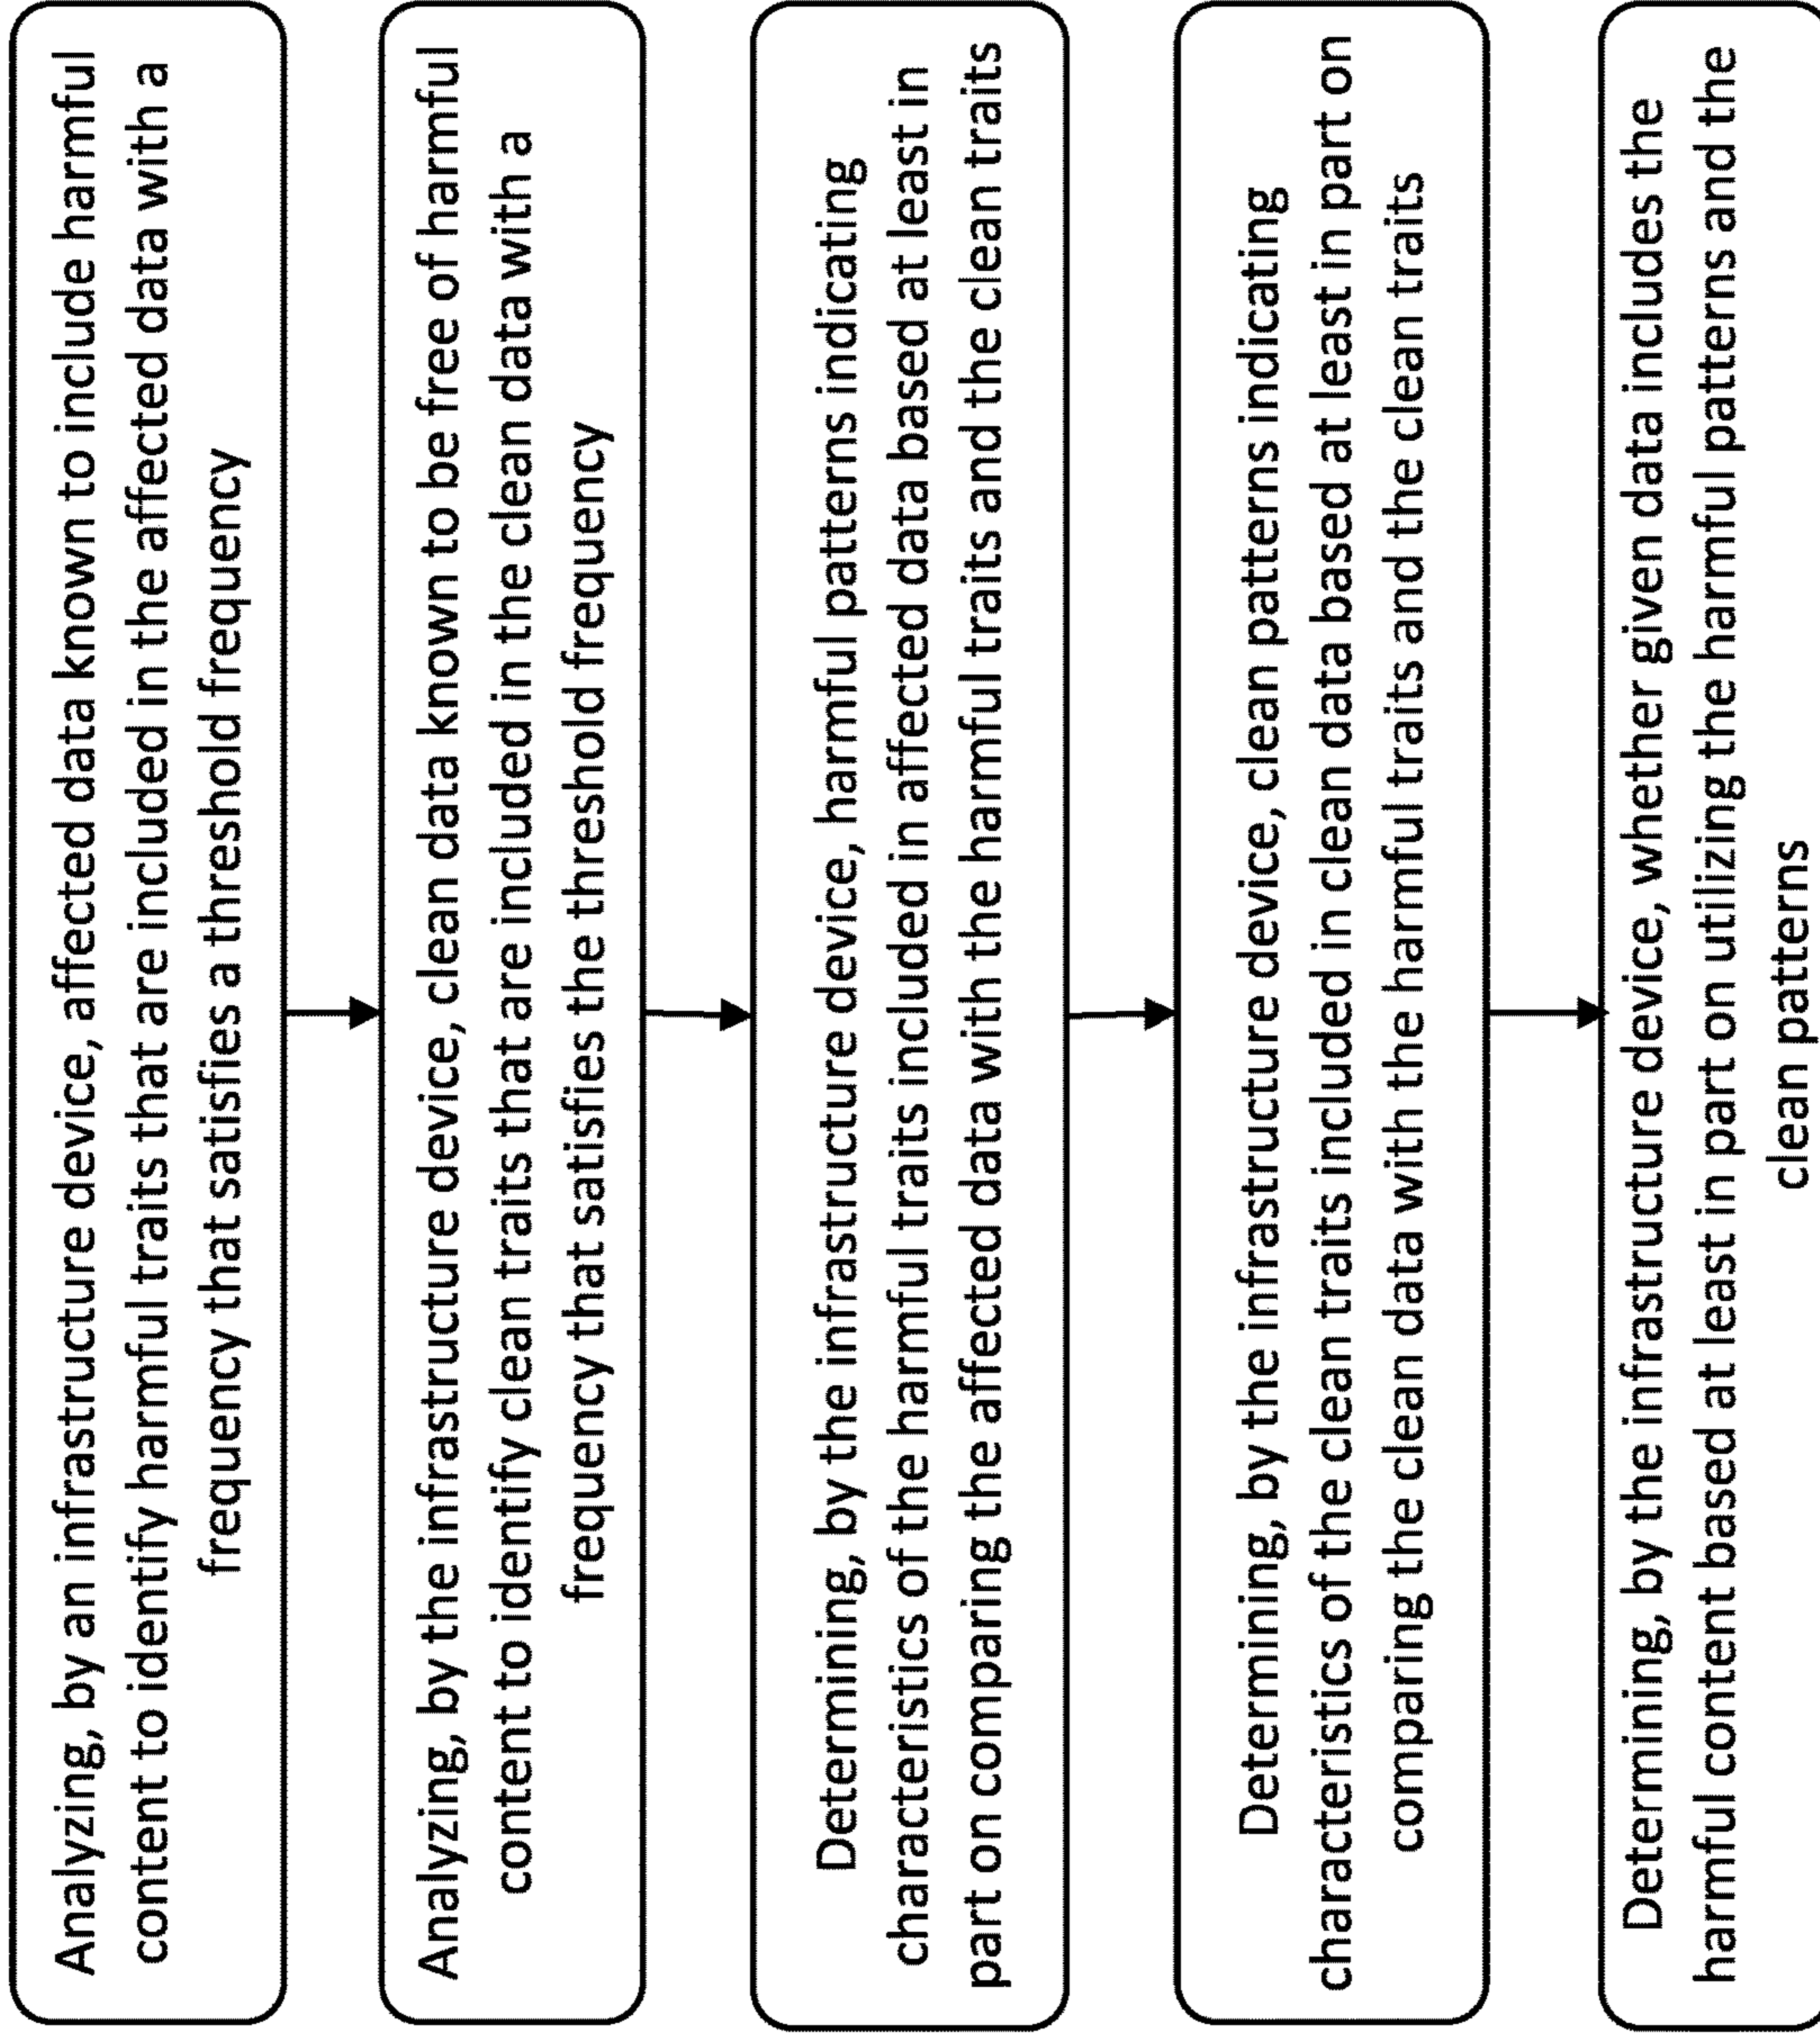 Analyzing, by an infrastructure device, affected data known to include harmful
content to identify harmful traits that are included in the affected data with a
frequency that satisfies a threshold frequency
Analyzing, by the infrastructure device, clean data known to be free of harmful
content to identify clean traits that are included in the clean data with a
frequency that satisfies the threshold frequency
Determining, by the infrastructure device, harmful patterns indicating
characteristics of the harmful traits included in affected data based at least in
part on comparing the affected data with the harmful traits and the clean traits
Determining, by the infrastructure device, clean patterns indicating
characteristics of the clean traits included in clean data based at least in part on
comparing the clean data with the harmful traits and the clean traits
Determining, by the infrastructure device, whether given data includes the
harmful content based at least in part on utilizing the harmful patterns and the
clean patterns